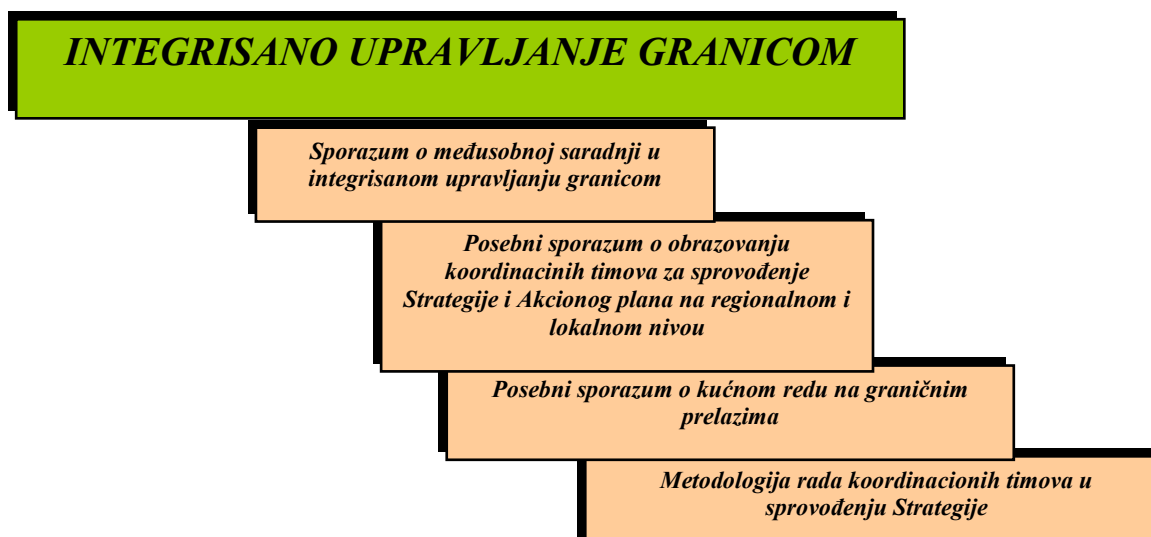 INTEGRISANO UPRAVLJANJE GRANICOM
Sporazum o međusobnoj saradnji u
integrisanom upravljanju granicom
Posebni sporazum o obrazovanju
koordinacinih timova za sprovođenje
Strategije i Akcionog plana na regionalnom i
lokalnom nivou
Posebni sporazum o kućnom redu na graničnim
prelazima
Metodologija rada koordinacionih timova u
sprovođenju Strategije